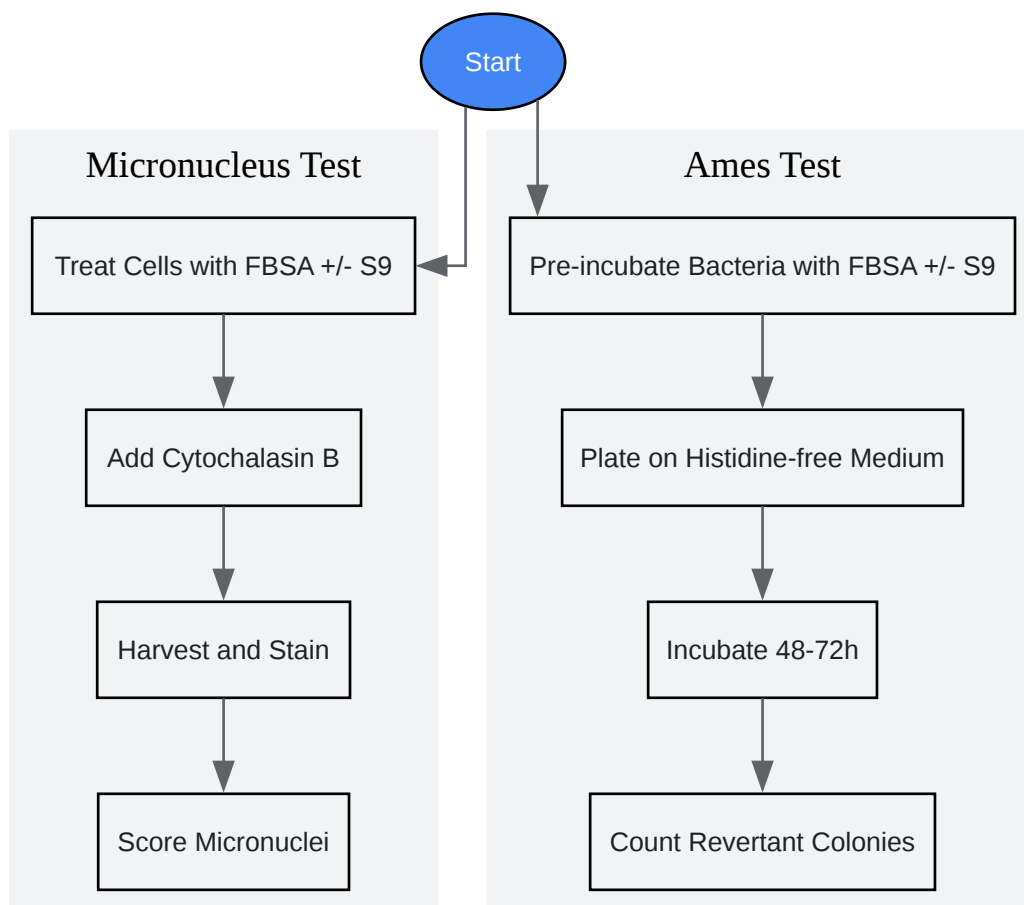 Start
Micronucleus Test
Treat Cells with FBSA +/- S9
Add Cytochalasin B
Harvest and Stain
Score Micronuclei
Ames Test
Pre-incubate Bacteria with FBSA +/- S9
Plate on Histidine-free Medium
Incubate 48-72h
Count Revertant Colonies